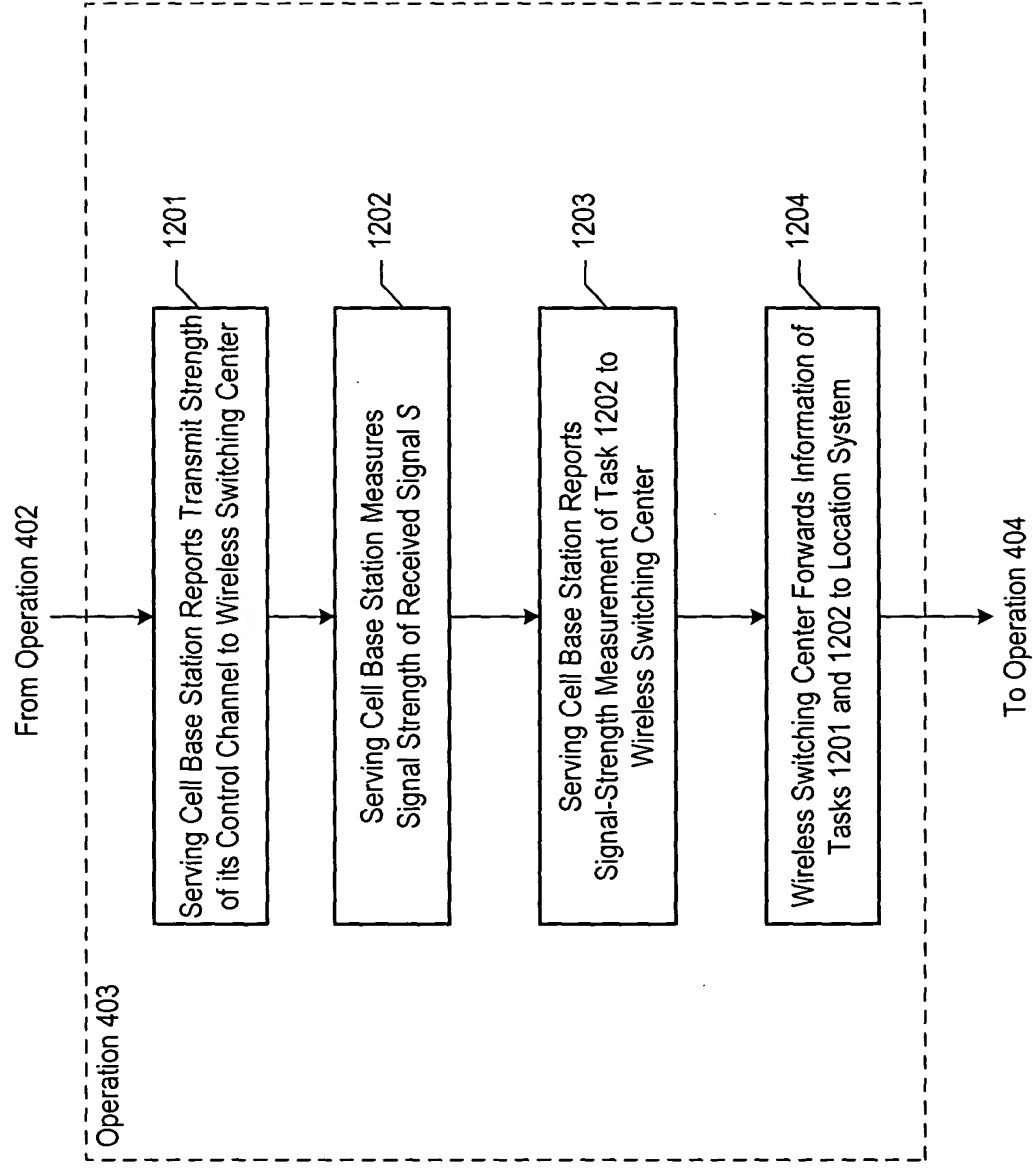 From Operation 402
Operation 403
Serving Cell Base Station Reports Transmit Strength
of its Control Channel to Wireless Switching Center
1201
Serving Cell Base Station Measures
Signal Strength of Received Signal S
1202
Serving Cell Base Station Reports
Signal-Strength Measurement of Task 1202 to
Wireless Switching Center
1203
Wireless Switching Center Forwards Information of
Tasks 1201 and 1202 to Location System
1204
To Operation 404